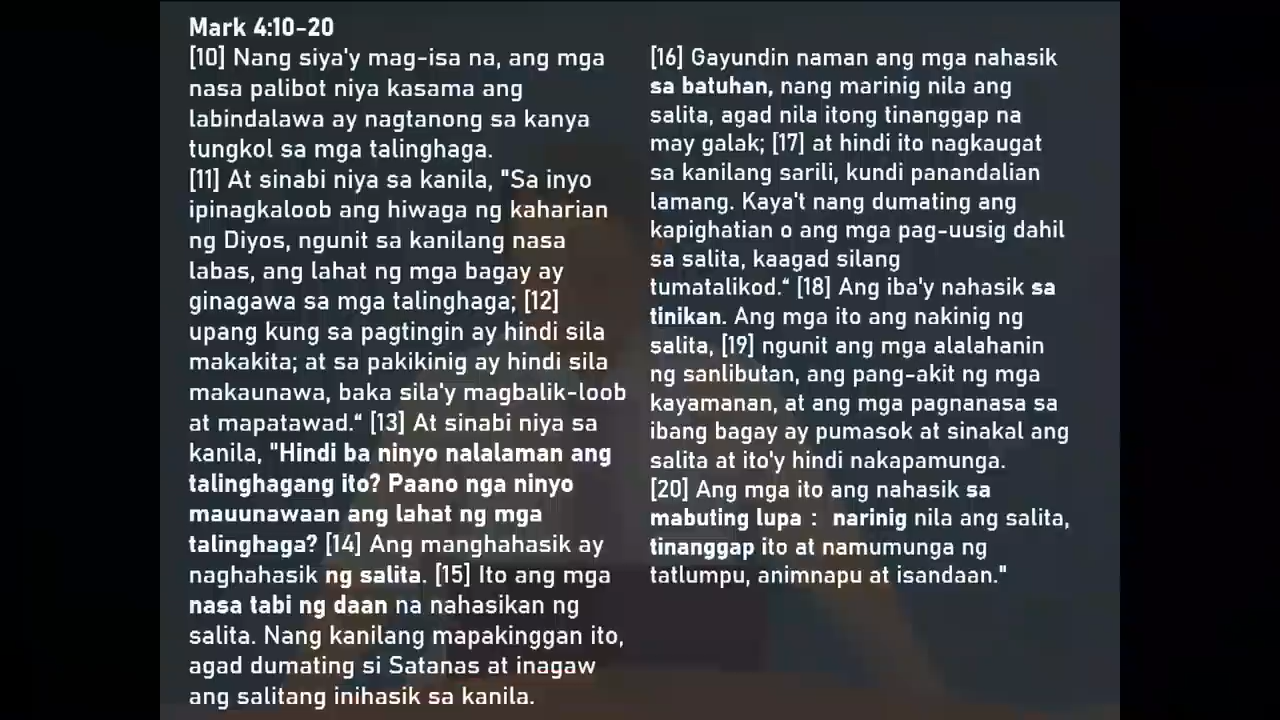 Mark 4:10-20
[10] Nang siya'y mag-isa na, ang mga
nasa palibot niya kasama ang
labindalawa ay nagtanong sa kanya
tungkol sa mga talinghaga.
[11] At sinabi niya sa kanila, "Sa inyo
ipinagkaloob ang hiwaga ng kaharian
ng Diyos, ngunit sa kanilang nasa
labas, ang lahat ng mga bagay ay
ginagawa sa mga talinghaga; [12]
upang kung sa pagtingin ay hindi sila
makakita; at sa pakikinig ay hindi sila
makaunawa, baka sila'y magbalik-loob
at mapatawad.“ [13] At sinabi niya sa
kanila, "Hindi ba ninyo nalalaman ang
talinghagang ito? Paano nga ninyo
mauunawaan ang lahat ng mga
talinghaga? [14] Ang manghahasik ay
naghahasik ng salita. [15] Ito ang mga
nasa tabi ng daan na nahasikan ng
salita. Nang kanilang mapakinggan ito,
agad dumating si Satanas at inagaw
ang salitang inihasik sa kanila.
[16] Gayundin naman ang mga nahasik
sa batuhan, nang marinig nila ang
salita, agad nila itong tinanggap na
may galak; [17] at hindi ito nagkaugat
sa kanilang sarili, kundi panandalian
lamang. Kaya't nang dumating ang
kapighatian o ang mga pag-uusig dahil
sa salita, kaagad silang
tumatalikod.“ [18] Ang iba'y nahasik sa
tinikan. Ang mga ito ang nakinig ng
salita, [19] ngunit ang mga alalahanin
ng sanlibutan, ang pang-akit ng mga
kayamanan, at ang mga pagnanasa sa
ibang bagay ay pumasok at sinakal ang
salita at ito'y hindi nakapamunga.
[20] Ang mga ito ang nahasik sa
mabuting lupa : narinig nila ang salita,
tinanggap ito at namumunga ng
tatlumpu, animnapu at isandaan."